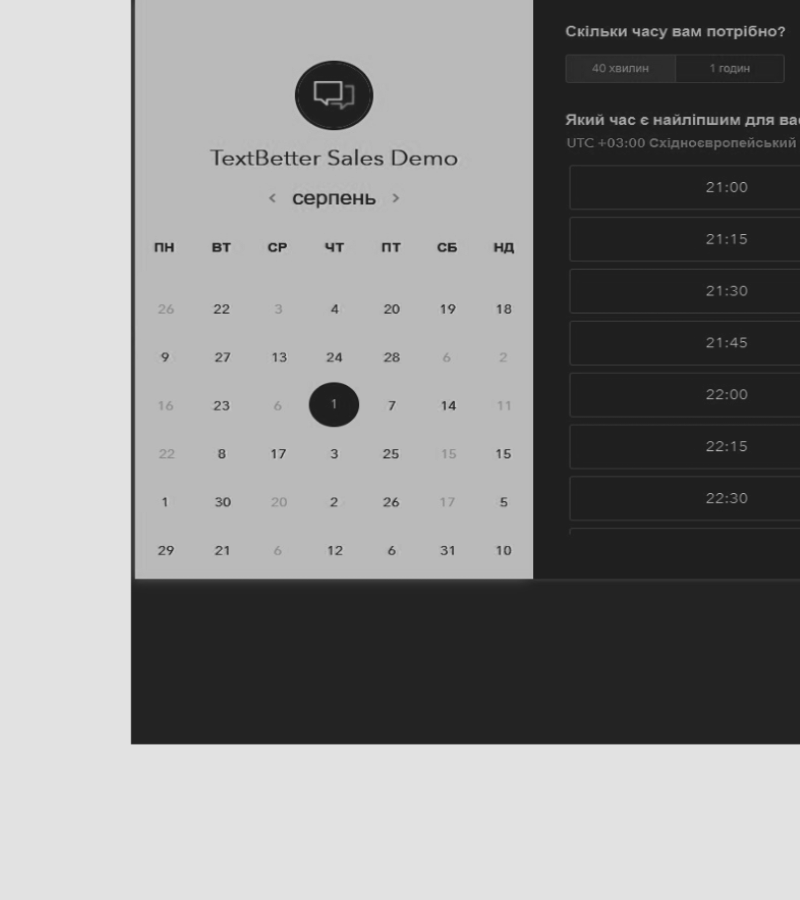 TextBetter Sales Demo
‹ серпень ›
ПН ВТ СР ЧТ ПТ СБ НД
26 22 3 4 20 19 18
9 27 13 24 28 6 2
16 23 6 1 7 14 11
22 8 17 3 25 15 15
1 30 20 2 26 17 5
29 21 6 12 6 31 10
Скільки часу вам потрібно?
40 хвилин 1 годин
Який час є найліпшим для вас
UTC +03:00 Східноєвропейський
21:00
21:15
21:30
21:45
22:00
22:15
22:30